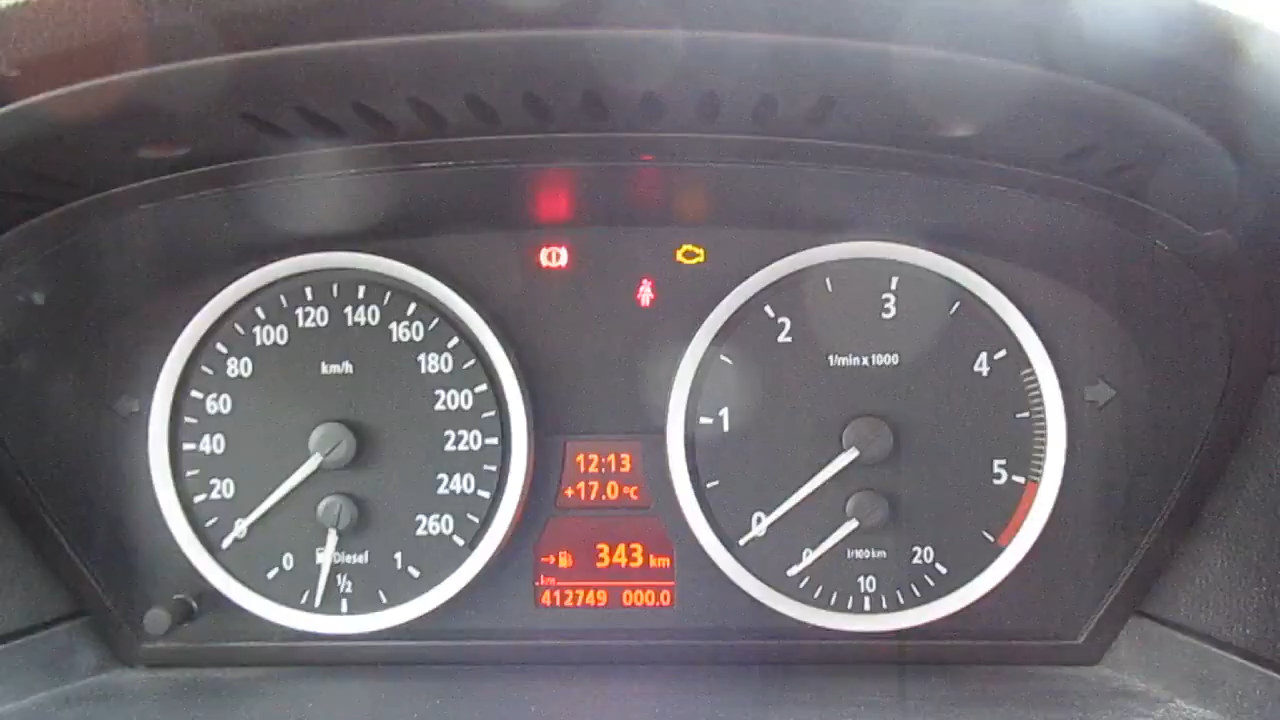 120 140
100 160
80 km/h 180
60 200
40 220
20 240
0 260
0 Diesel 1
1/2
12:13
+17.0 °C
→ 343 km
km
412749 000.0
3
2 4
1/min x 1000
1 5
0
0 l/100 km 20
10